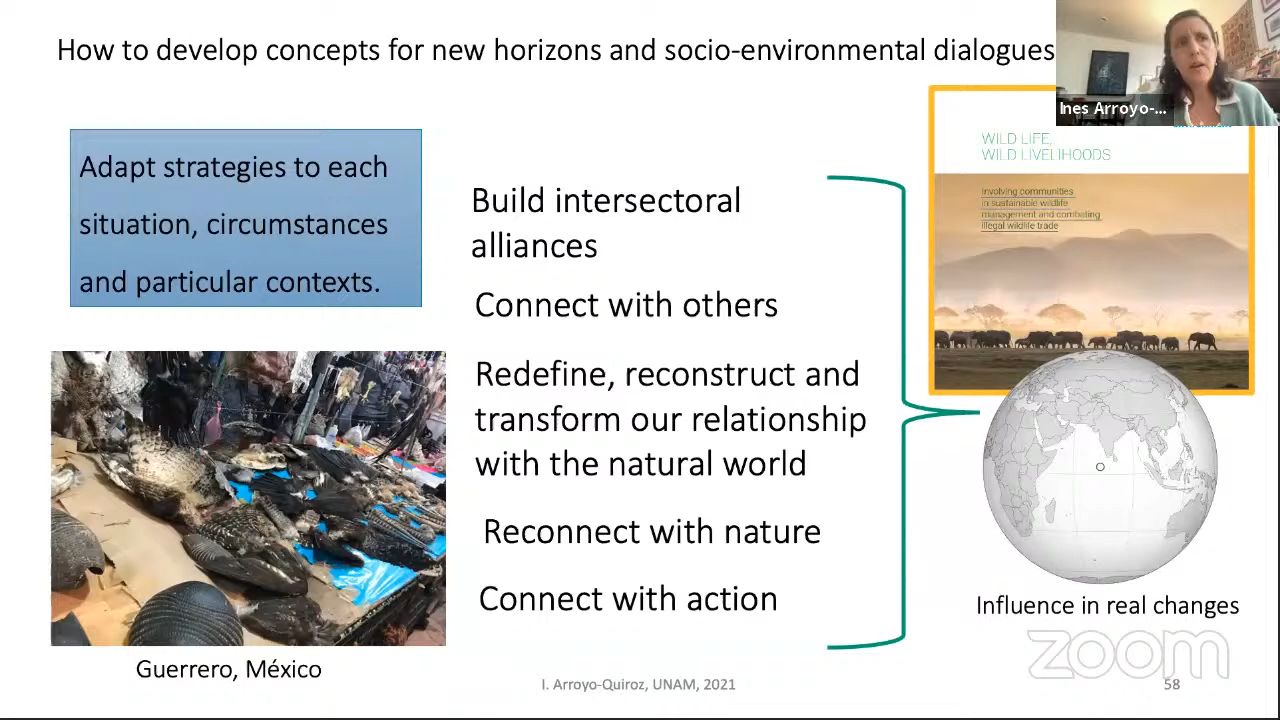 How to develop concepts for new horizons and socio-environmental dialogues
Ines Arroyo-...
WILD LIFE,
WILD LIVELIHOODS
Involving communities
in sustainable wildlife
management and combating
illegal wildlife trade
Adapt strategies to each
situation, circumstances
and particular contexts.
Build intersectoral
alliances
Connect with others
Redefine, reconstruct and
transform our relationship
with the natural world
Reconnect with nature
Connect with action
Influence in real changes
Guerrero, México
I. Arroyo-Quiroz, UNAM, 2021
58
zoom